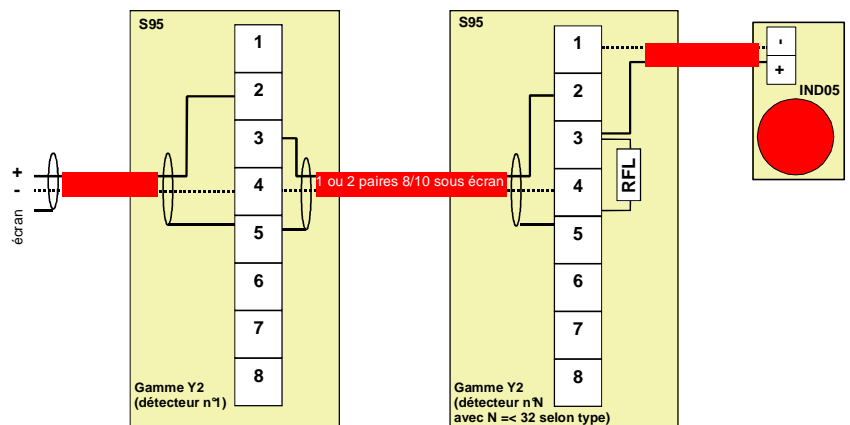 S95
1
2
3
4
5
6
7
8
Gamme Y2
(détecteur n°1)
+
-
écran
1 ou 2 paires 8/10 sous écran
S95
1
2
3
4
5
6
7
8
RFL
Gamme Y2
(détecteur n°N
avec N =< 32 selon type)
-
+
IND05